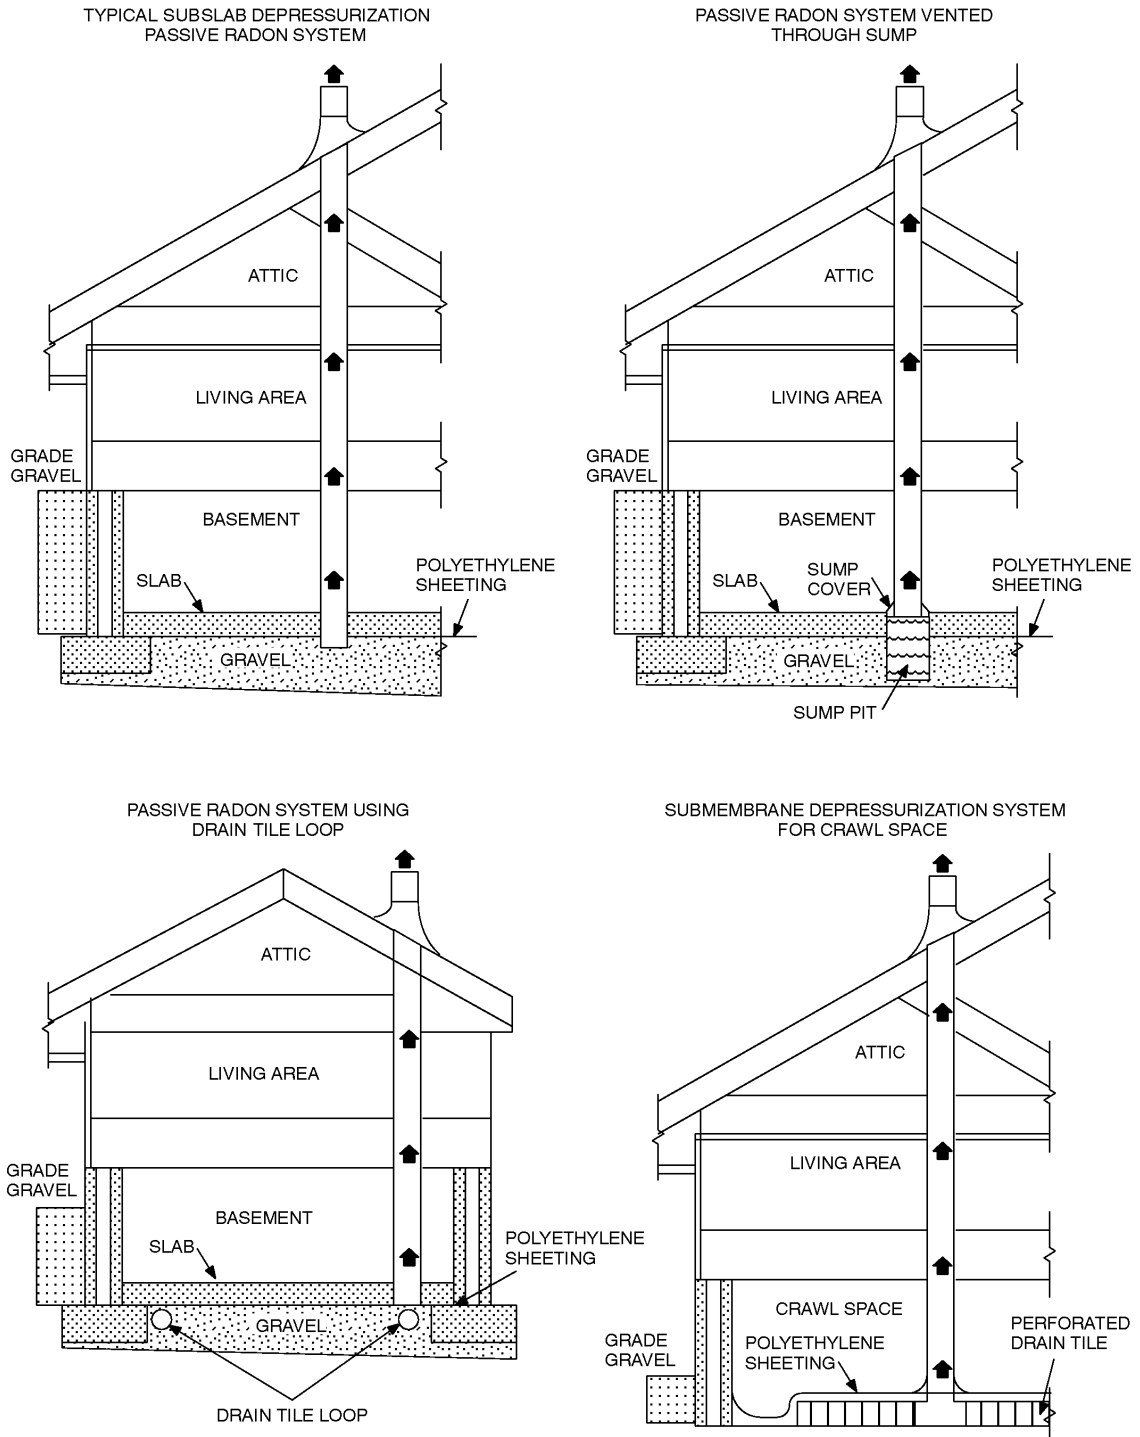 TYPICAL SUBSLAB DEPRESSURIZATION
PASSIVE RADON SYSTEM
ATTIC
LIVING AREA
GRADE
GRAVEL
BASEMENT
SLAB
POLYETHYLENE
SHEETING
GRAVEL
PASSIVE RADON SYSTEM VENTED
THROUGH SUMP
ATTIC
LIVING AREA
GRADE
GRAVEL
BASEMENT
SLAB
SUMP
COVER
POLYETHYLENE
SHEETING
GRAVEL
SUMP PIT
PASSIVE RADON SYSTEM USING
DRAIN TILE LOOP
ATTIC
LIVING AREA
GRADE
GRAVEL
BASEMENT
SLAB
POLYETHYLENE
SHEETING
GRAVEL
DRAIN TILE LOOP
SUBMEMBRANE DEPRESSURIZATION SYSTEM
FOR CRAWL SPACE
ATTIC
LIVING AREA
CRAWL SPACE
GRADE
GRAVEL
POLYETHYLENE
SHEETING
PERFORATED
DRAIN TILE